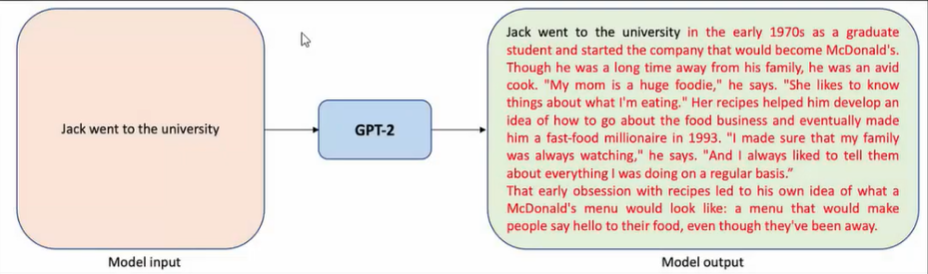 Jack went to the university
GPT-2
Jack went to the university in the early 1970s as a graduate
student and started the company that would become McDonald's.
Though he was a long time away from his family, he was an avid
cook. "My mom is a huge foodie," he says. "She likes to know
things about what I'm eating." Her recipes helped him develop an
idea of how to go about the food business and eventually made
him a fast-food millionaire in 1993. "I made sure that my family
was always watching," he says. "And I always liked to tell them
about everything I was doing on a regular basis."
That early obsession with recipes led to his own idea of what a
McDonald's menu would look like: a menu that would make
people say hello to their food, even though they've been away.
Model input
Model output